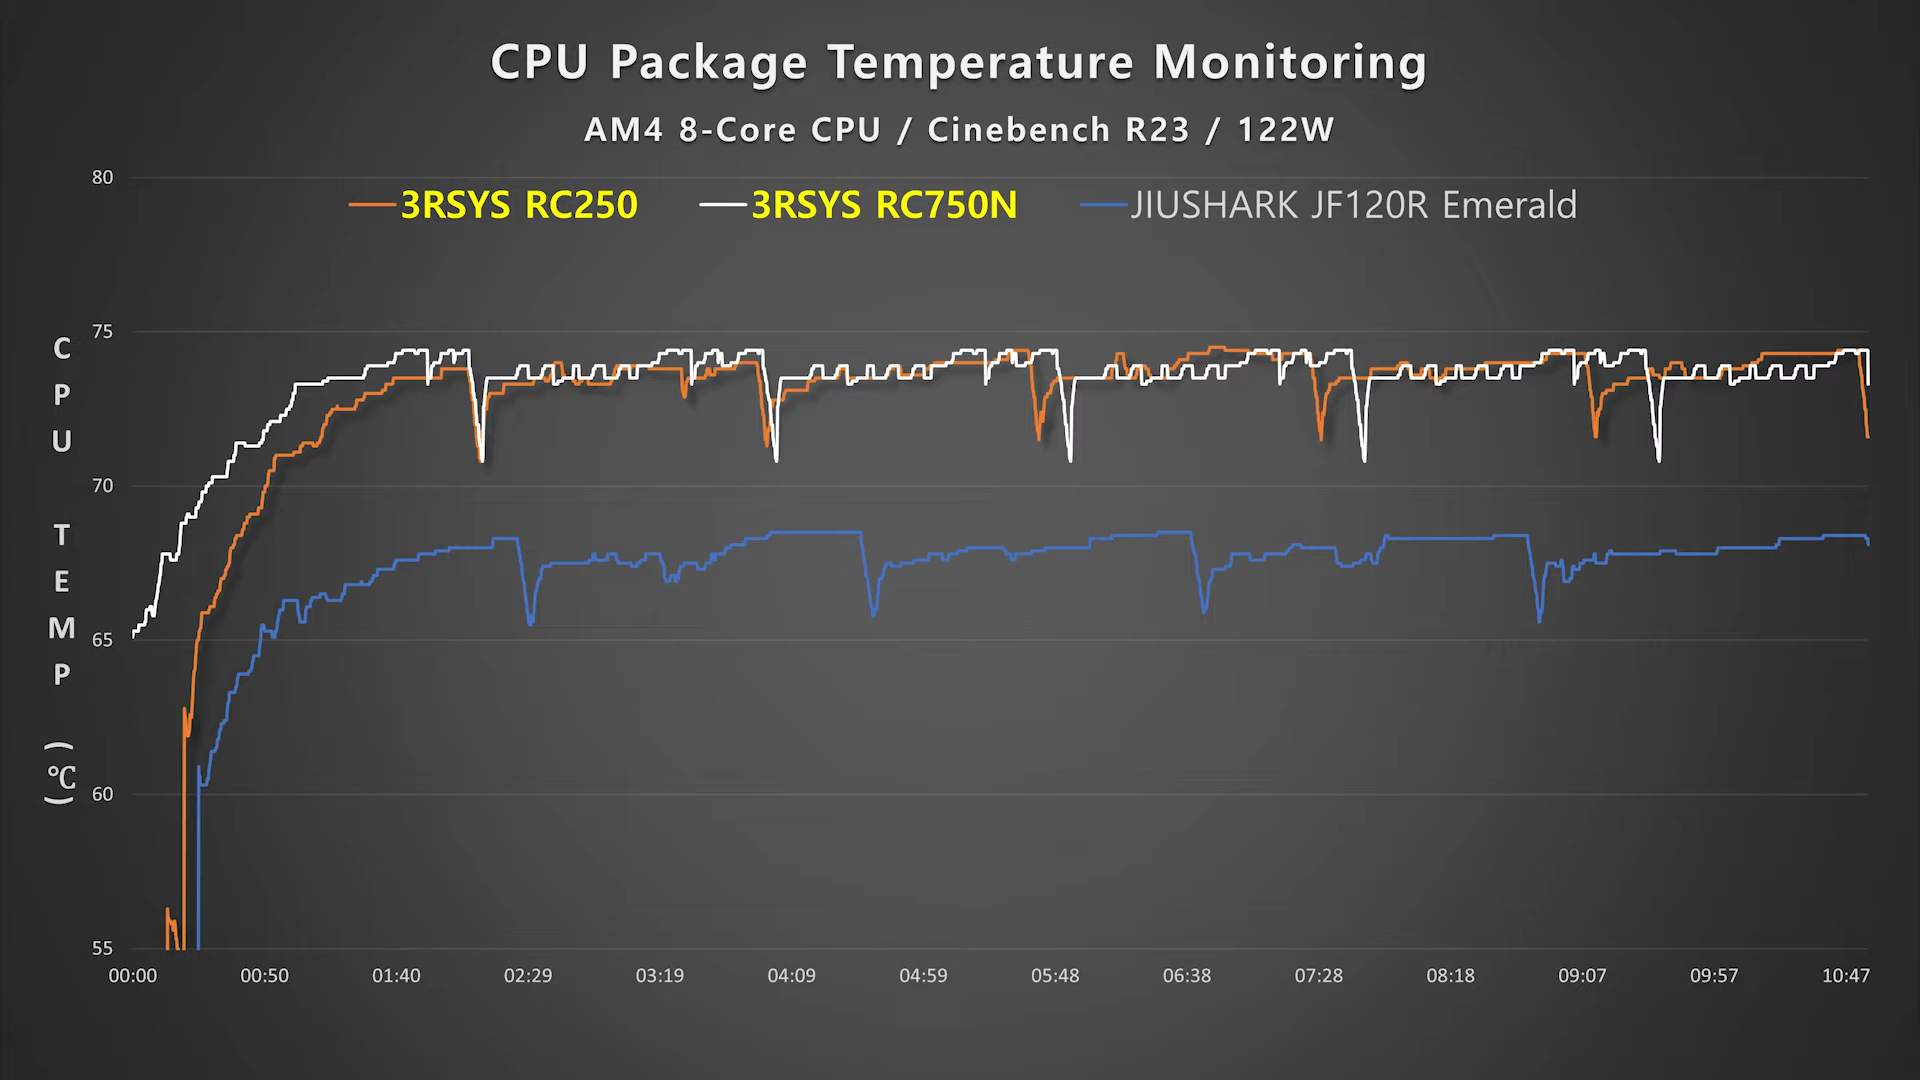 CPU Package Temperature Monitoring
AM4 8-Core CPU / Cinebench R23 / 122W
3RSYS RC250 3RSYS RC750N JIUSHARK JF120R Emerald
CPU TEMP (℃)
80
75
70
65
60
55
00:00 00:50 01:40 02:29 03:19 04:09 04:59 05:48 06:38 07:28 08:18 09:07 09:57 10:47